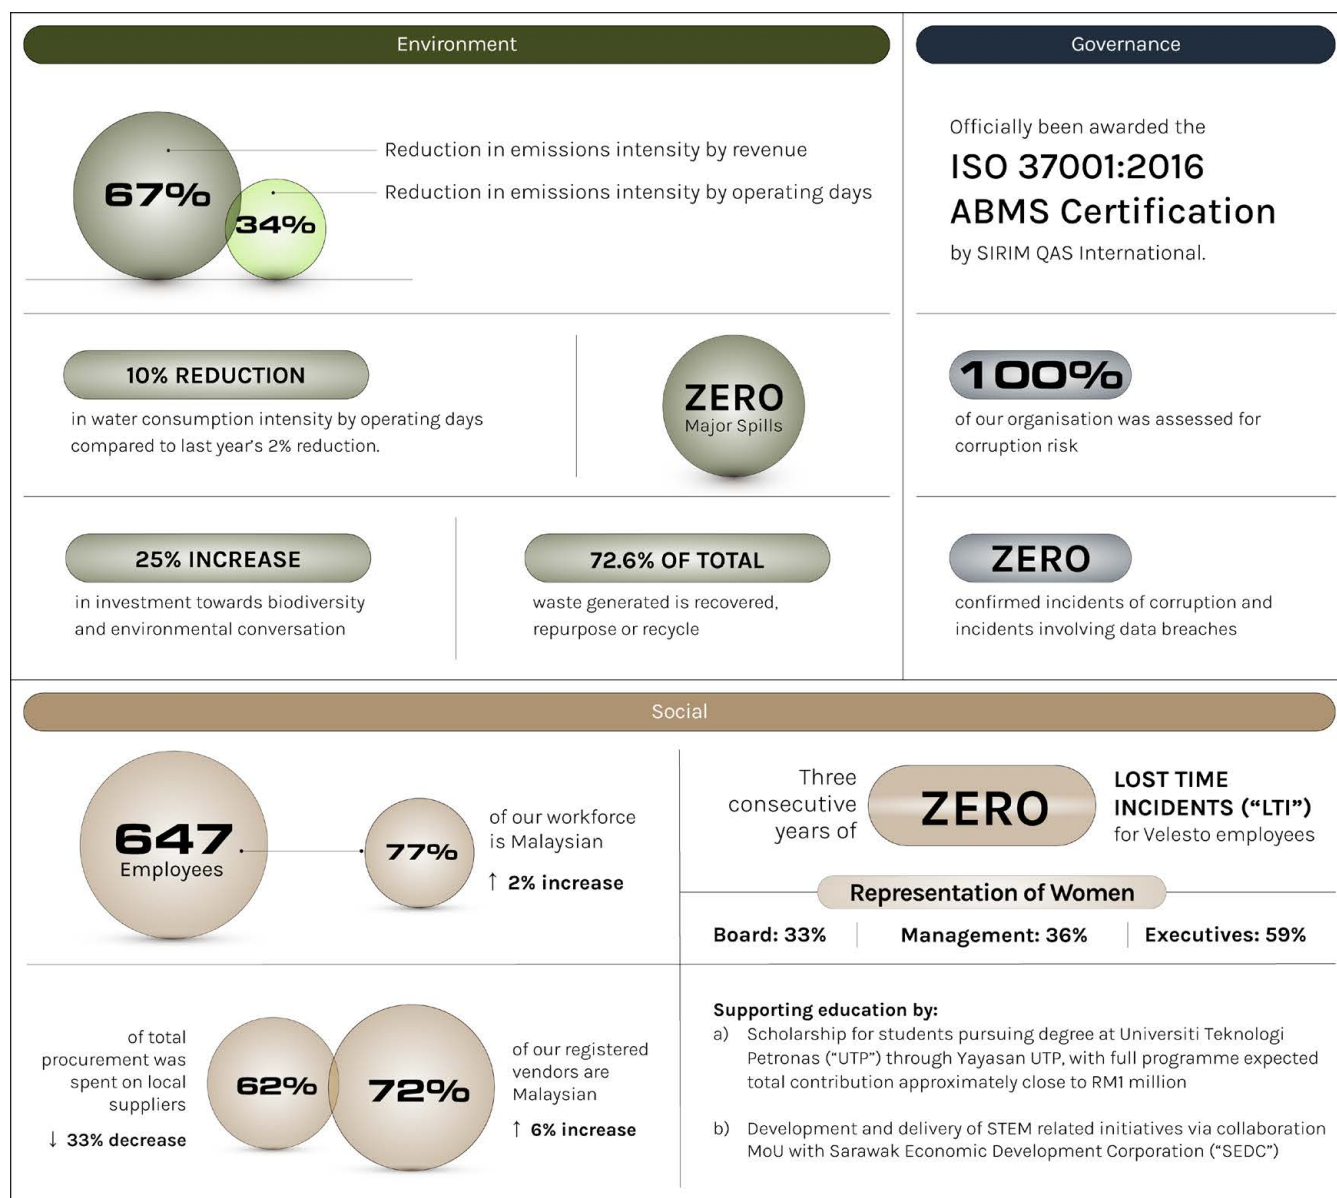 Environment
67%
34%
Reduction in emissions intensity by revenue
Reduction in emissions intensity by operating days
10% REDUCTION
in water consumption intensity by operating days
compared to last year's 2% reduction.
ZERO
Major Spills
25% INCREASE
in investment towards biodiversity
and environmental conversation
72.6% OF TOTAL
waste generated is recovered,
repurpose or recycle
Governance
Officially been awarded the
ISO 37001:2016
ABMS Certification
by SIRIM QAS International.
100%
of our organisation was assessed for
corruption risk
ZERO
confirmed incidents of corruption and
incidents involving data breaches
Social
647
Employees
77%
of our workforce
is Malaysian
↑ 2% increase
Three
consecutive
years of
ZERO
LOST TIME
INCIDENTS (“LTI”)
for Velesto employees
Representation of Women
Board: 33%
Management: 36%
Executives: 59%
of total
procurement was
spent on local
suppliers
↓ 33% decrease
62%
72%
of our registered
vendors are
Malaysian
↑ 6% increase
Supporting education by:
a) Scholarship for students pursuing degree at Universiti Teknologi
Petronas (“UTP”) through Yayasan UTP, with full programme expected
total contribution approximately close to RM1 million
b) Development and delivery of STEM related initiatives via collaboration
MoU with Sarawak Economic Development Corporation (“SEDC”)